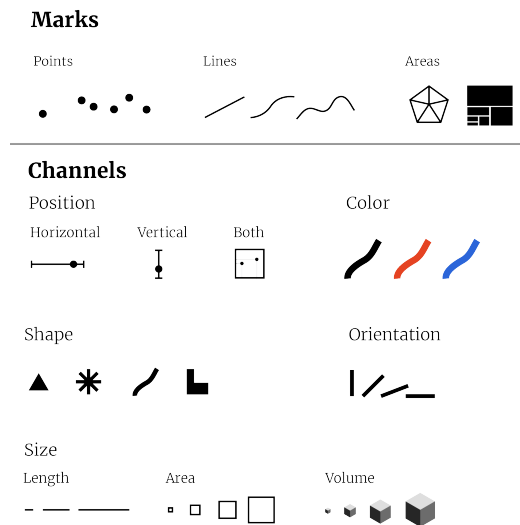 Marks
Points
Lines
Areas
Channels
Position
Color
Horizontal
Vertical
Both
Shape
Orientation
Size
Length
Area
Volume